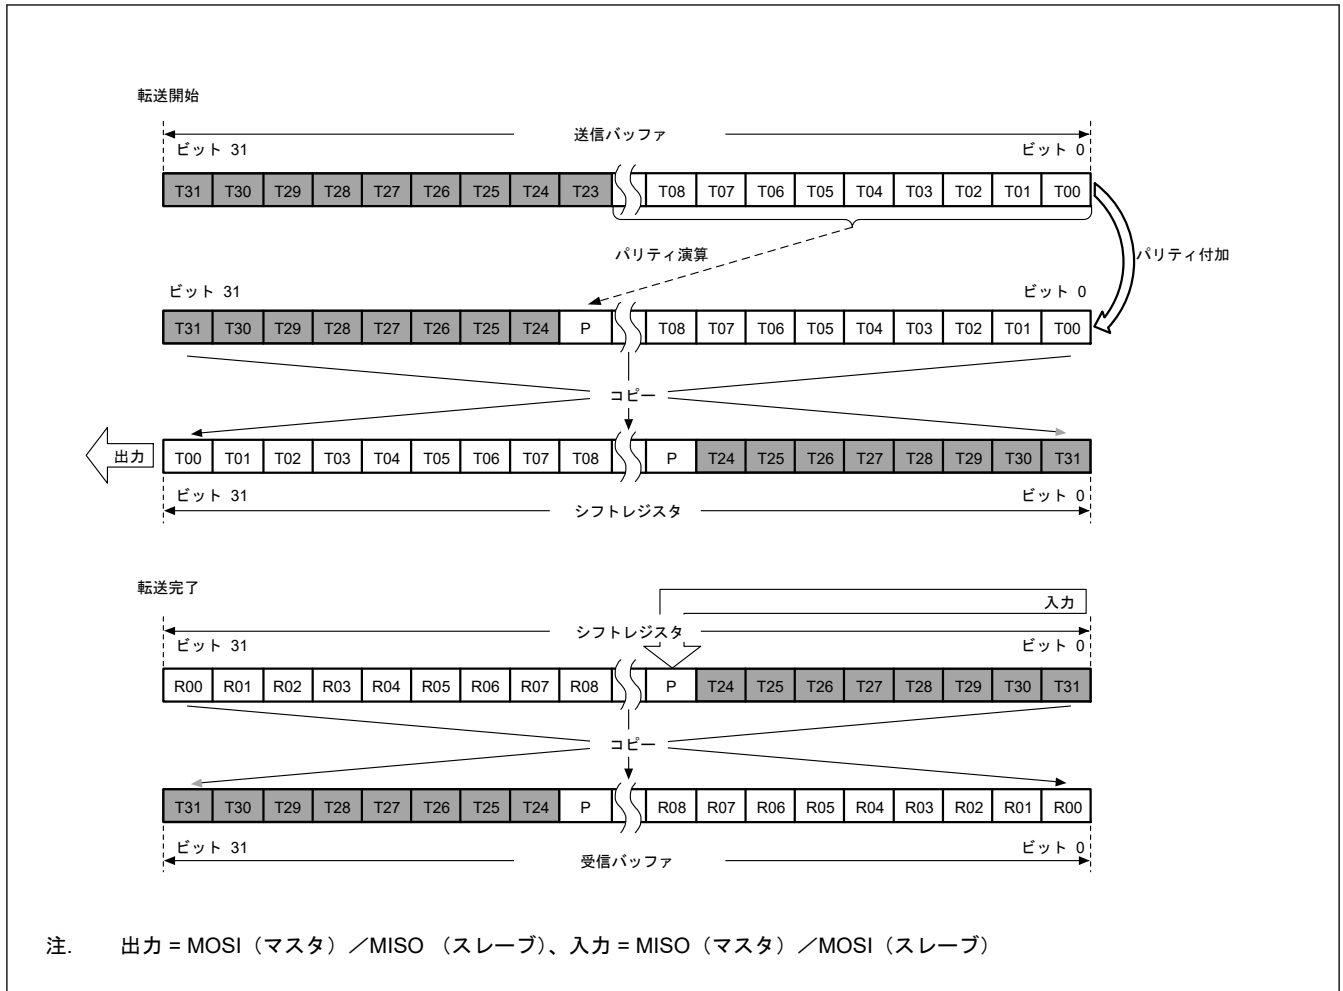 転送開始
送信バッファ
ビット 31 ビット 0
T31 T30 T29 T28 T27 T26 T25 T24 T23 T08 T07 T06 T05 T04 T03 T02 T01 T00
パリティ演算 パリティ付加
ビット 31 ビット 0
T31 T30 T29 T28 T27 T26 T25 T24 P T08 T07 T06 T05 T04 T03 T02 T01 T00
コピー
出力 T00 T01 T02 T03 T04 T05 T06 T07 T08 P T24 T25 T26 T27 T28 T29 T30 T31
ビット 31 ビット 0
シフトレジスタ
転送完了
入力
シフトレジスタ
ビット 31 ビット 0
R00 R01 R02 R03 R04 R05 R06 R07 R08 P T24 T25 T26 T27 T28 T29 T30 T31
コピー
T31 T30 T29 T28 T27 T26 T25 T24 P R08 R07 R06 R05 R04 R03 R02 R01 R00
ビット 31 ビット 0
受信バッファ
注. 出力 = MOSI（マスタ）／MISO （スレーブ）、入力 = MISO（マスタ）／MOSI（スレーブ）